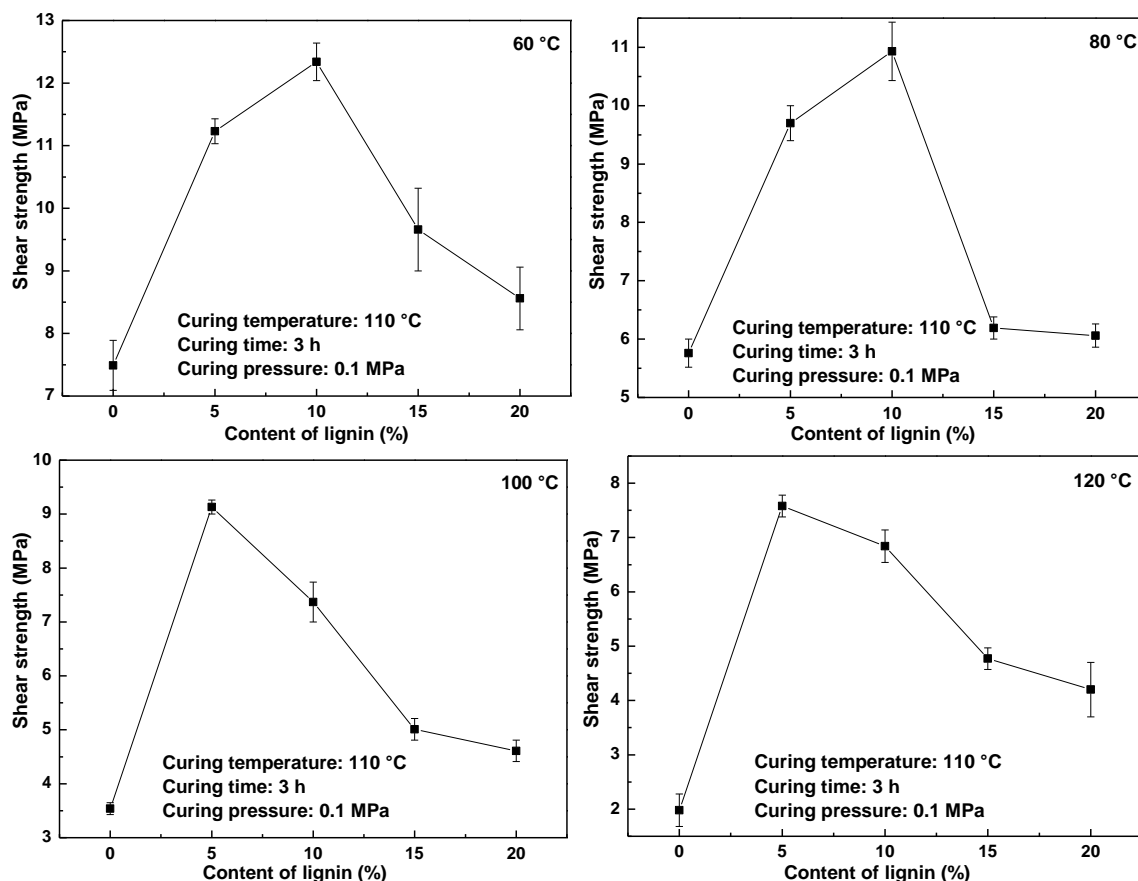 60 °C
Shear strength (MPa)
13
12
11
10
9
8
7
Curing temperature: 110 °C
Curing time: 3 h
Curing pressure: 0.1 MPa
0 5 10 15 20
Content of lignin (%)
80 °C
Shear strength (MPa)
11
10
9
8
7
6
5
Curing temperature: 110 °C
Curing time: 3 h
Curing pressure: 0.1 MPa
0 5 10 15 20
Content of lignin (%)
100 °C
Shear strength (MPa)
10
9
8
7
6
5
4
3
Curing temperature: 110 °C
Curing time: 3 h
Curing pressure: 0.1 MPa
0 5 10 15 20
Content of lignin (%)
120 °C
Shear strength (MPa)
8
7
6
5
4
3
2
Curing temperature: 110 °C
Curing time: 3 h
Curing pressure: 0.1 MPa
0 5 10 15 20
Content of lignin (%)